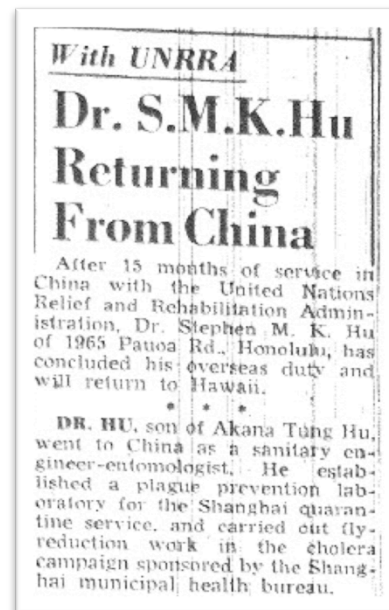 With UNRRA
Dr. S.M.K.Hu
Returning
From China
After 15 months of service in
China with the United Nations
Relief and Rehabilitation Admin-
istration, Dr. Stephen M. K. Hu
of 1965 Pauoa Rd., Honolulu, has
concluded his overseas duty and
will return to Hawaii.
* * *
DR. HU, son of Akana Tung Hu,
went to China as a sanitary en-
gineer-entomologist. He estab-
lished a plague prevention lab-
oratory for the Shanghai quaran-
tine service, and carried out fly-
reduction work in the cholera
campaign sponsored by the Shang-
hai municipal health bureau.